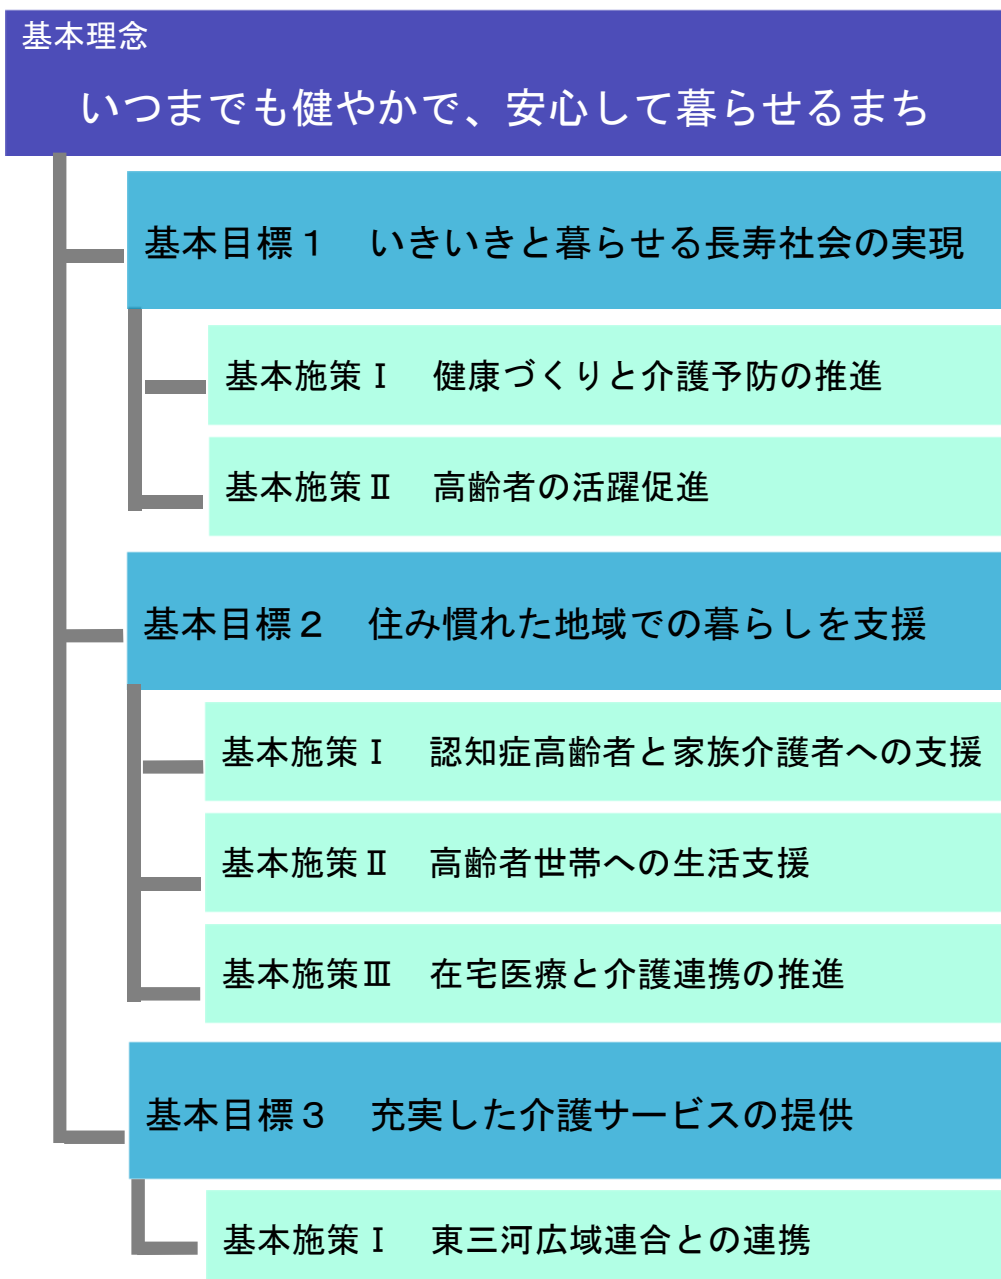 基本理念
いつまでも健やかで、安心して暮らせるまち
基本目標１　いきいきと暮らせる長寿社会の実現
基本施策Ⅰ　健康づくりと介護予防の推進
基本施策Ⅱ　高齢者の活躍促進
基本目標２　住み慣れた地域での暮らしを支援
基本施策Ⅰ　認知症高齢者と家族介護者への支援
基本施策Ⅱ　高齢者世帯への生活支援
基本施策Ⅲ　在宅医療と介護連携の推進
基本目標３　充実した介護サービスの提供
基本施策Ⅰ　東三河広域連合との連携